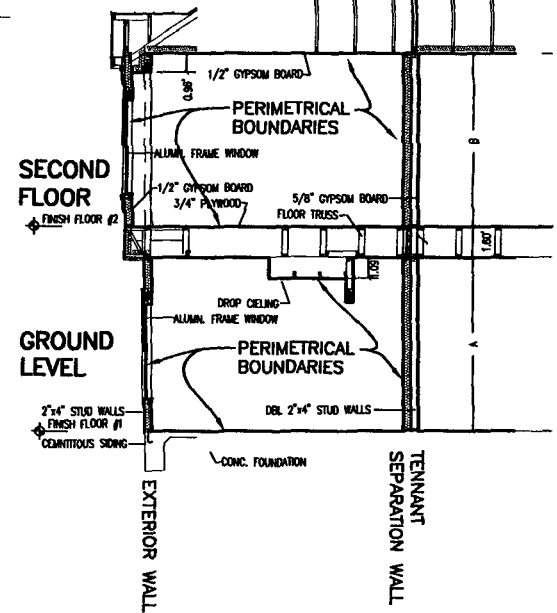 1/2" GYPSOM BOARD
0.96'
PERIMETRICAL
BOUNDARIES
B
ALUMN. FRAME WINDOW
SECOND
FLOOR
1/2" GYPSOM BOARD
3/4" PLYWOOD
5/8" GYPSOM BOARD
FLOOR TRUSS
FINISH FLOOR #2
1.60'
1.09'
DROP CIELING
ALUMN. FRAME WINDOW
GROUND
LEVEL
PERIMETRICAL
BOUNDARIES
A
2"x4" STUD WALLS
DBL 2"x4" STUD WALLS
FINISH FLOOR #1
CEMNTITOUS SIDING
CONC. FOUNDATION
EXTERIOR WALL
TENNANT
SEPARATION WALL